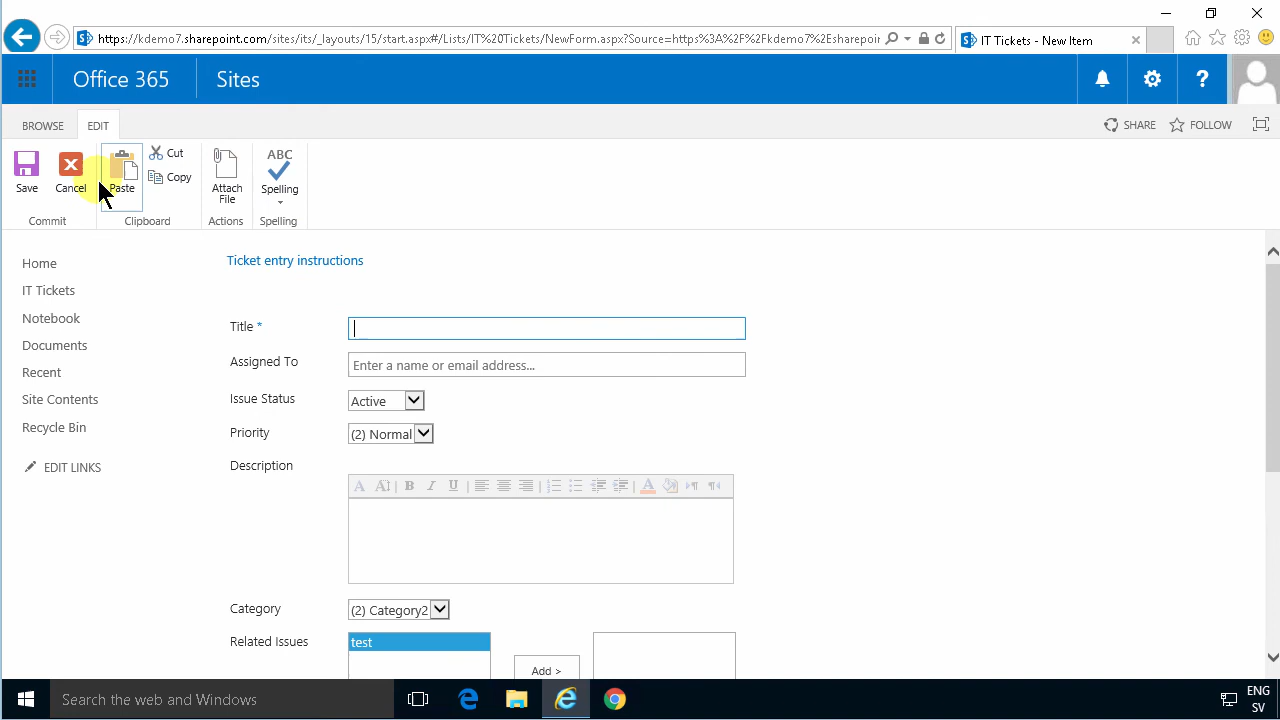 https://kdemo7.sharepoint.com/sites/its/_layouts/15/start.aspx#/Lists/IT%20Tickets/NewForm.aspx?Source=https%3%2F%2Fkdemo7%2Esharepoir
IT Tickets - New Item
Office 365
Sites
BROWSE
EDIT
SHARE
FOLLOW
Save
Cancel
Paste
Cut
Copy
Attach
File
ABC
Spelling
Commit
Clipboard
Actions
Spelling
Home
IT Tickets
Notebook
Documents
Recent
Site Contents
Recycle Bin
EDIT LINKS
Ticket entry instructions
Title *
Assigned To
Enter a name or email address...
Issue Status
Active
Priority
(2) Normal
Description
A A B I U A
Category
(2) Category2
Related Issues
test
Add >
Search the web and Windows
ENG
SV